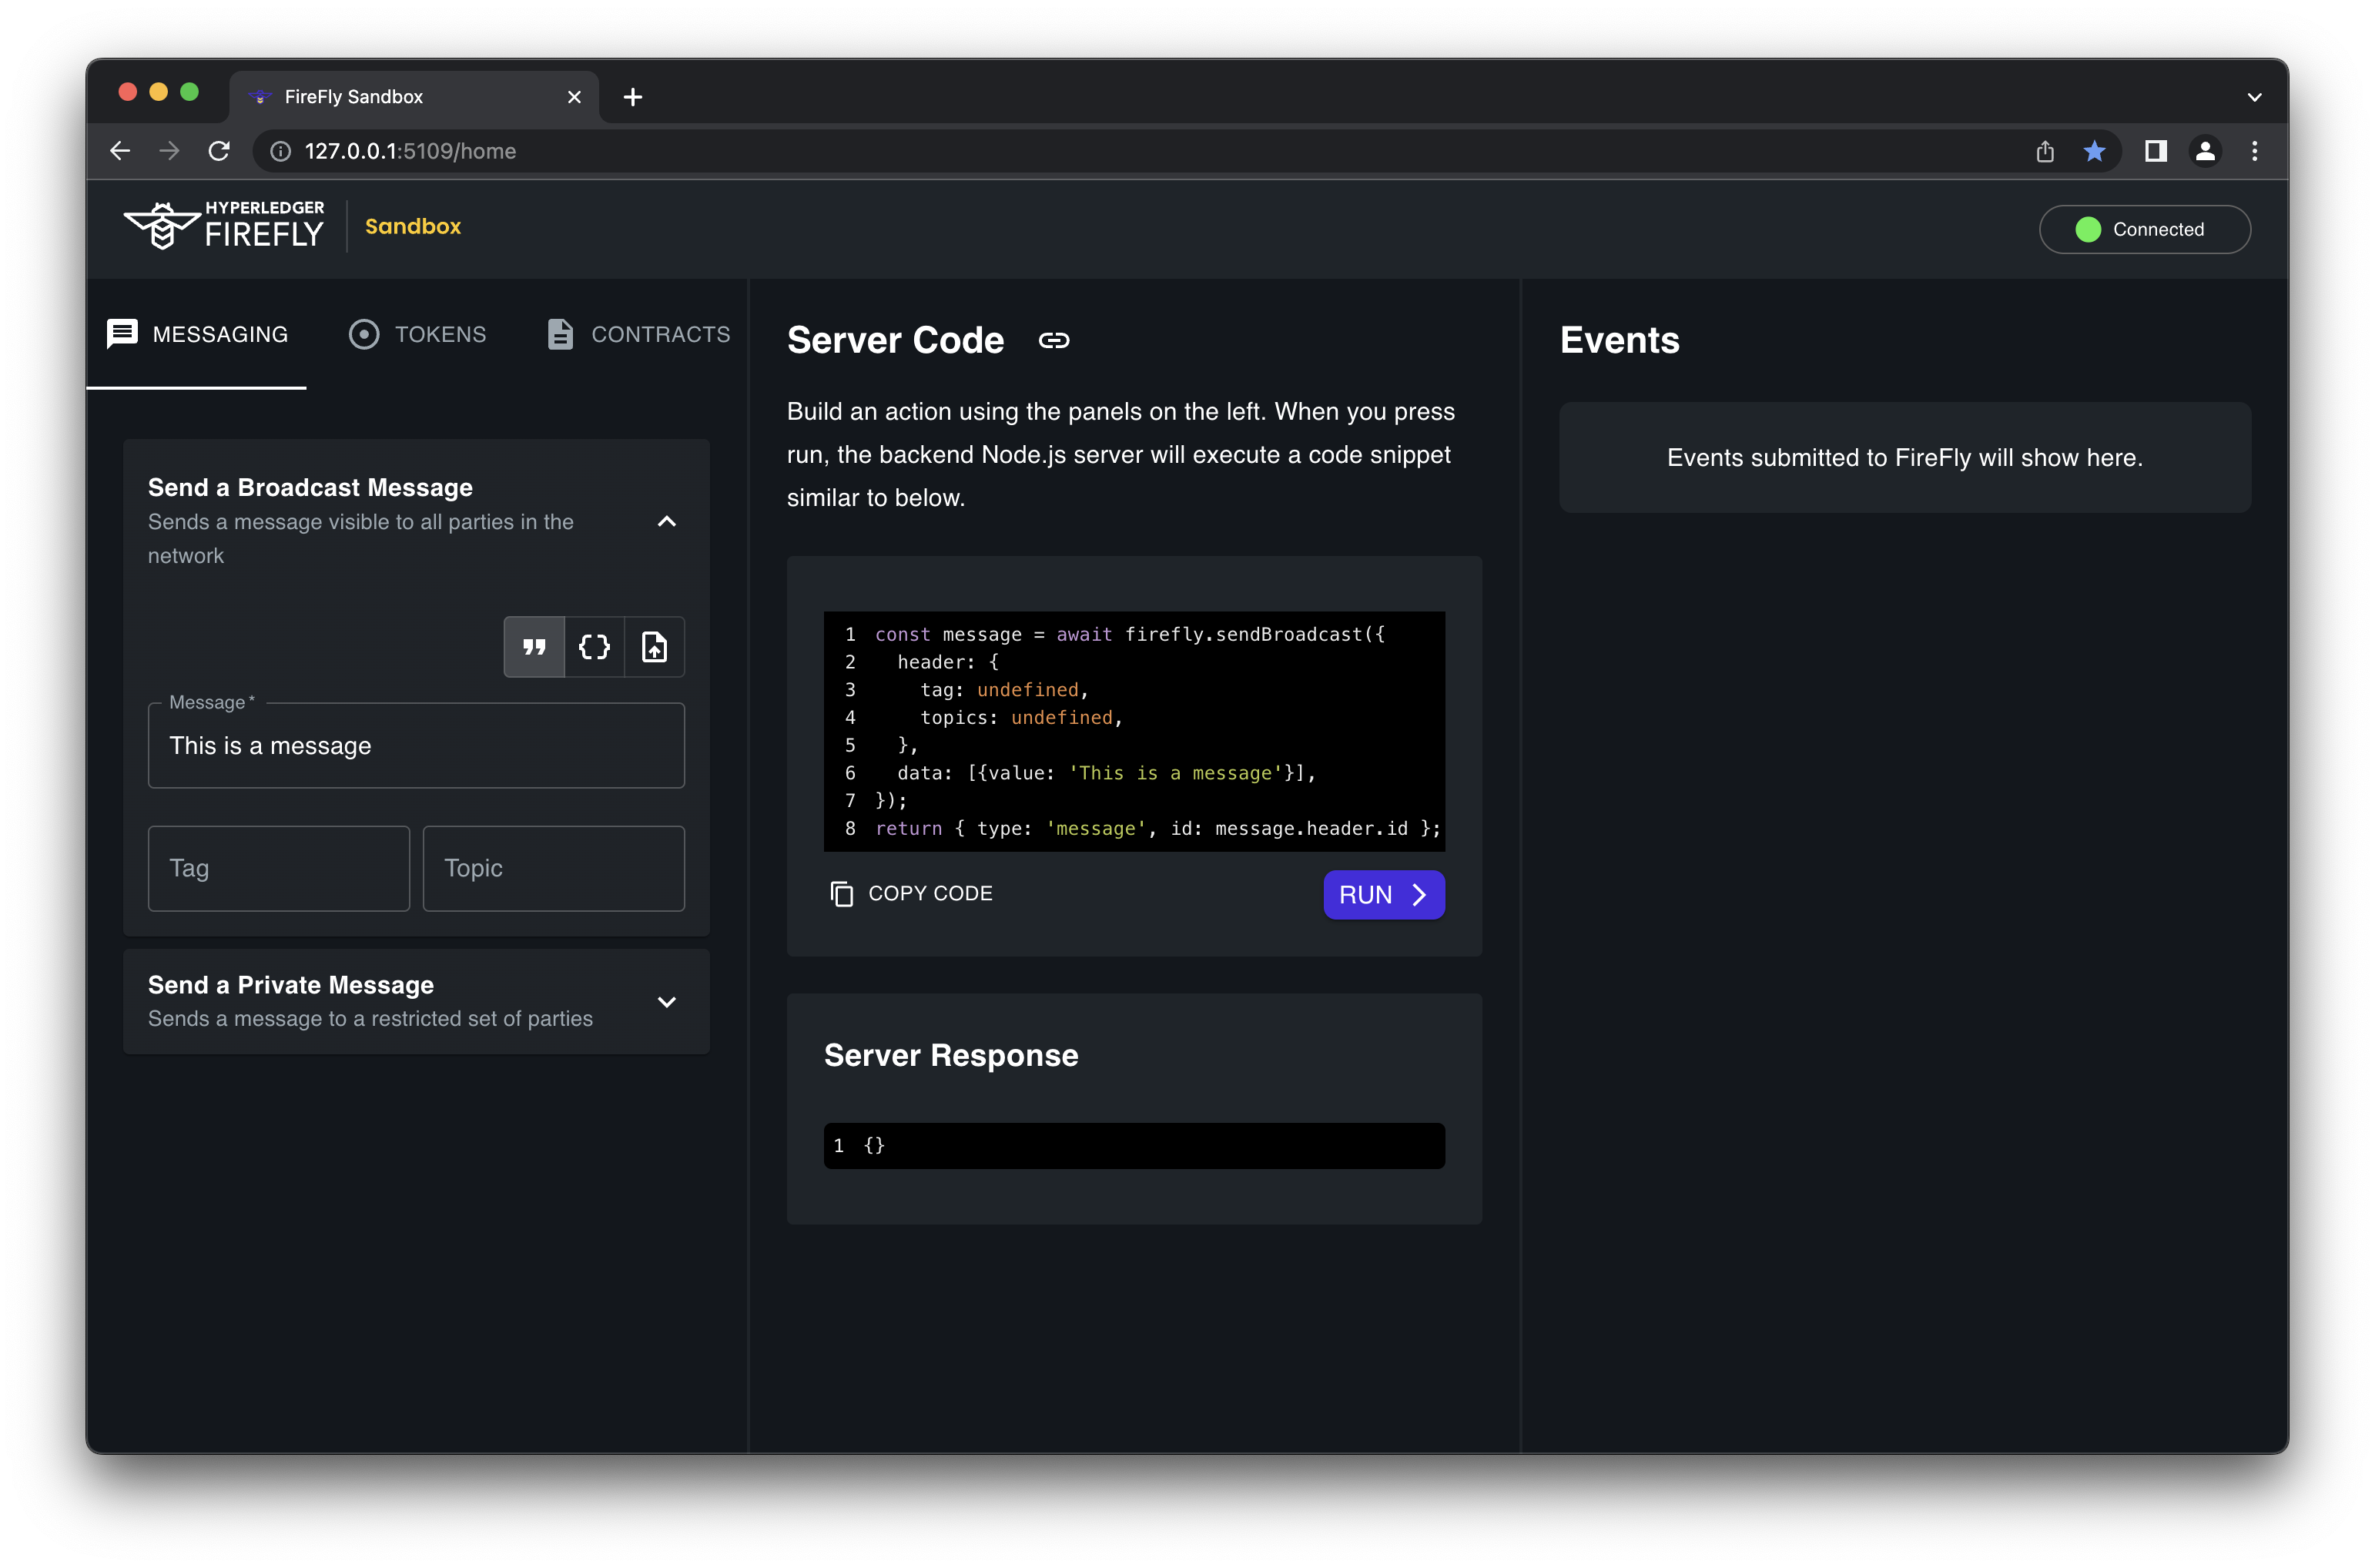 FireFly Sandbox
127.0.0.1:5109/home
HYPERLEDGER
FIREFLY
Sandbox
Connected
MESSAGING
TOKENS
CONTRACTS
Send a Broadcast Message
Sends a message visible to all parties in the
network
Message*
This is a message
Tag
Topic
Send a Private Message
Sends a message to a restricted set of parties
Server Code
Build an action using the panels on the left. When you press
run, the backend Node.js server will execute a code snippet
similar to below.
1 const message = await firefly.sendBroadcast({
2   header: {
3     tag: undefined,
4     topics: undefined,
5   },
6   data: [{value: 'This is a message'}],
7 });
8 return { type: 'message', id: message.header.id };
COPY CODE
RUN
Server Response
1 {}
Events
Events submitted to FireFly will show here.